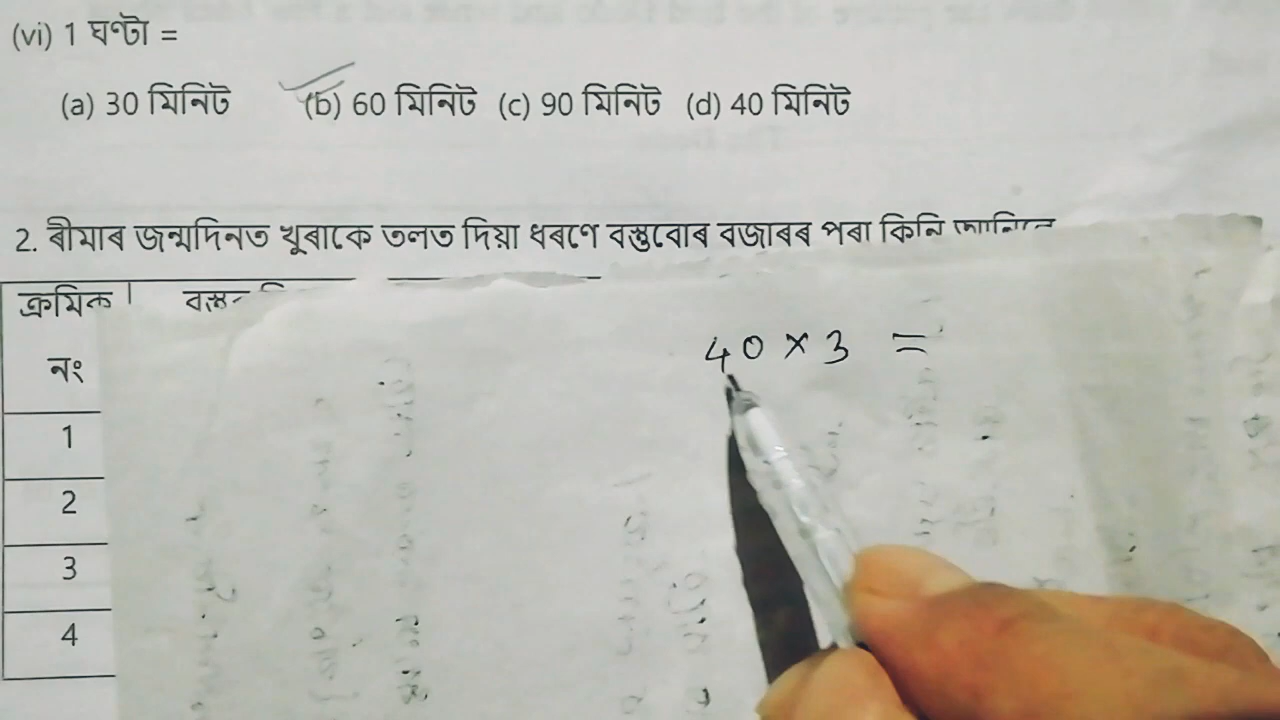 (vi) 1 ঘণ্টা =
(a) 30 মিনিট (b) 60 মিনিট (c) 90 মিনিট (d) 40 মিনিট
2. ৰীমাৰ জন্মদিনত খুৰাকে তলত দিয়া ধৰণে বস্তুবোৰ বজাৰৰ পৰা কিনি
ক্ৰমিক
নং
40 × 3 =
1
2
3
4